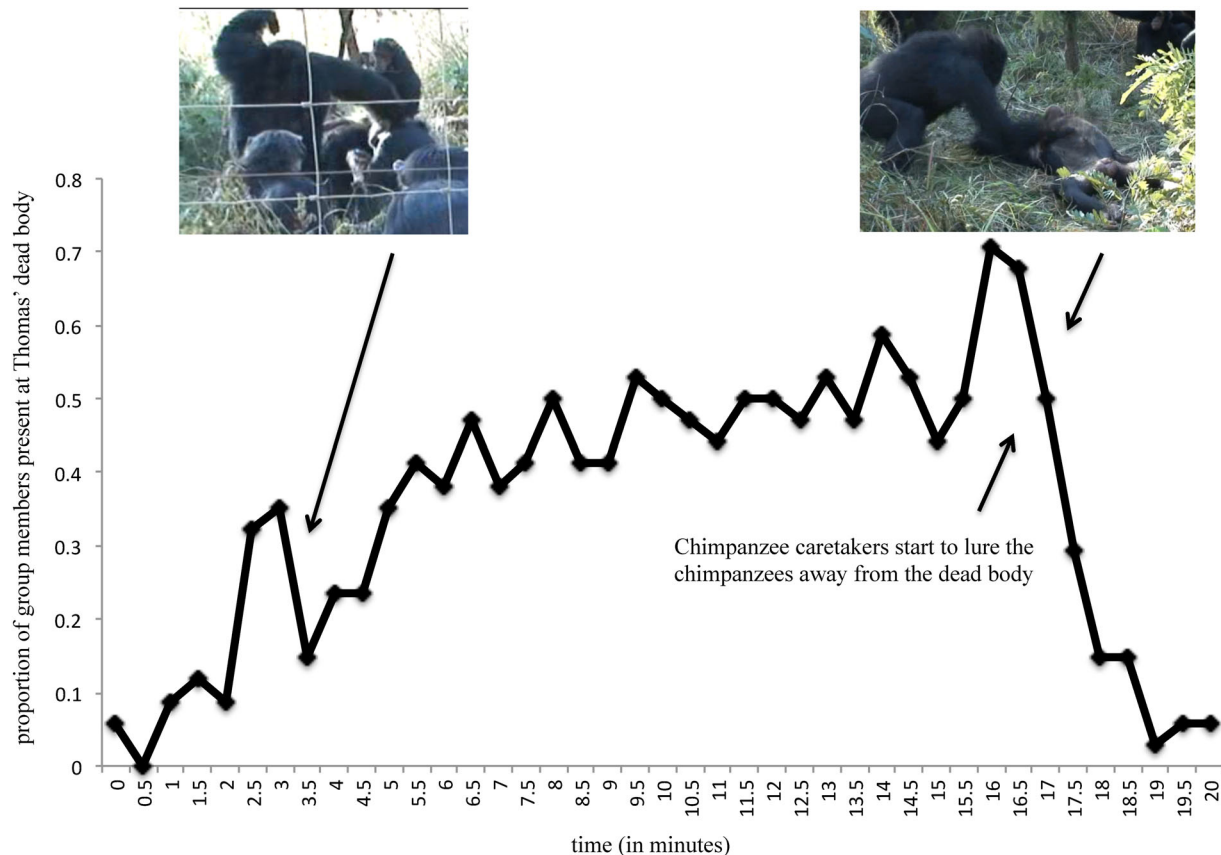 0.8
0.7
0.6
0.5
0.4
0.3
0.2
0.1
0
proportion of group members present at Thomas’ dead body
Chimpanzee caretakers start to lure the
chimpanzees away from the dead body
0 0.5 1 1.5 2 2.5 3 3.5 4 4.5 5 5.5 6 6.5 7 7.5 8 8.5 9 9.5 10 10.5 11 11.5 12 12.5 13 13.5 14 14.5 15 15.5 16 16.5 17 17.5 18 18.5 19 19.5 20
time (in minutes)